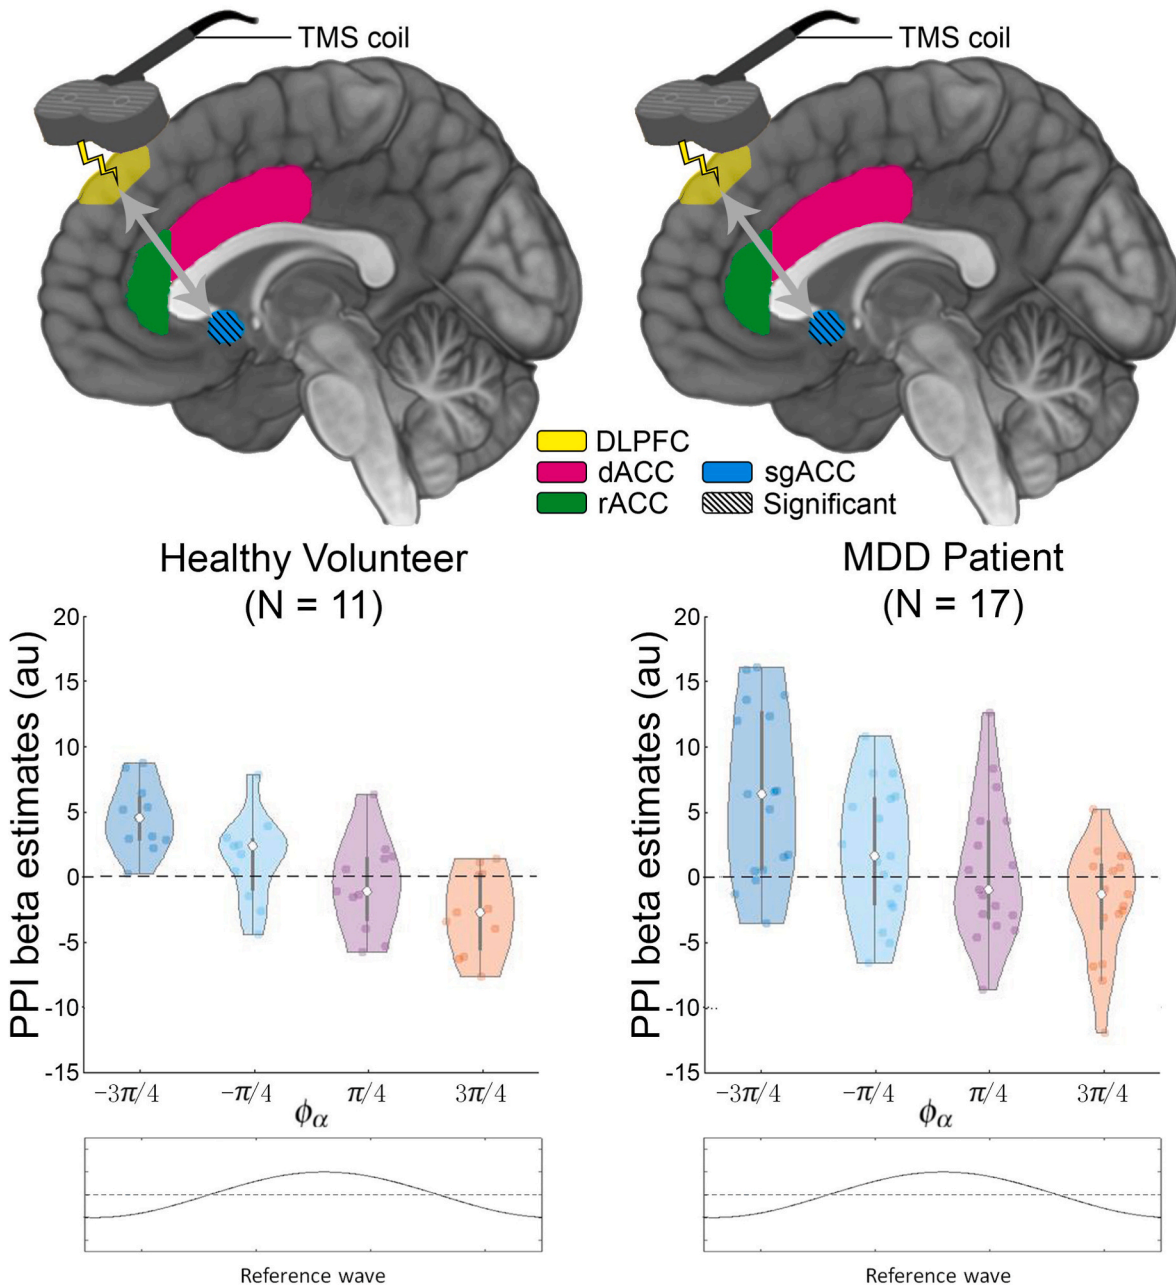 TMS coil
TMS coil
DLPFC
dACC
sgACC
rACC
Significant
Healthy Volunteer
(N = 11)
MDD Patient
(N = 17)
PPI beta estimates (au)
20
15
10
5
0
-5
-10
-15
−3π/4
−π/4
π/4
3π/4
ϕα
Reference wave
PPI beta estimates (au)
20
15
10
5
0
-5
-10
-15
−3π/4
−π/4
π/4
3π/4
ϕα
Reference wave